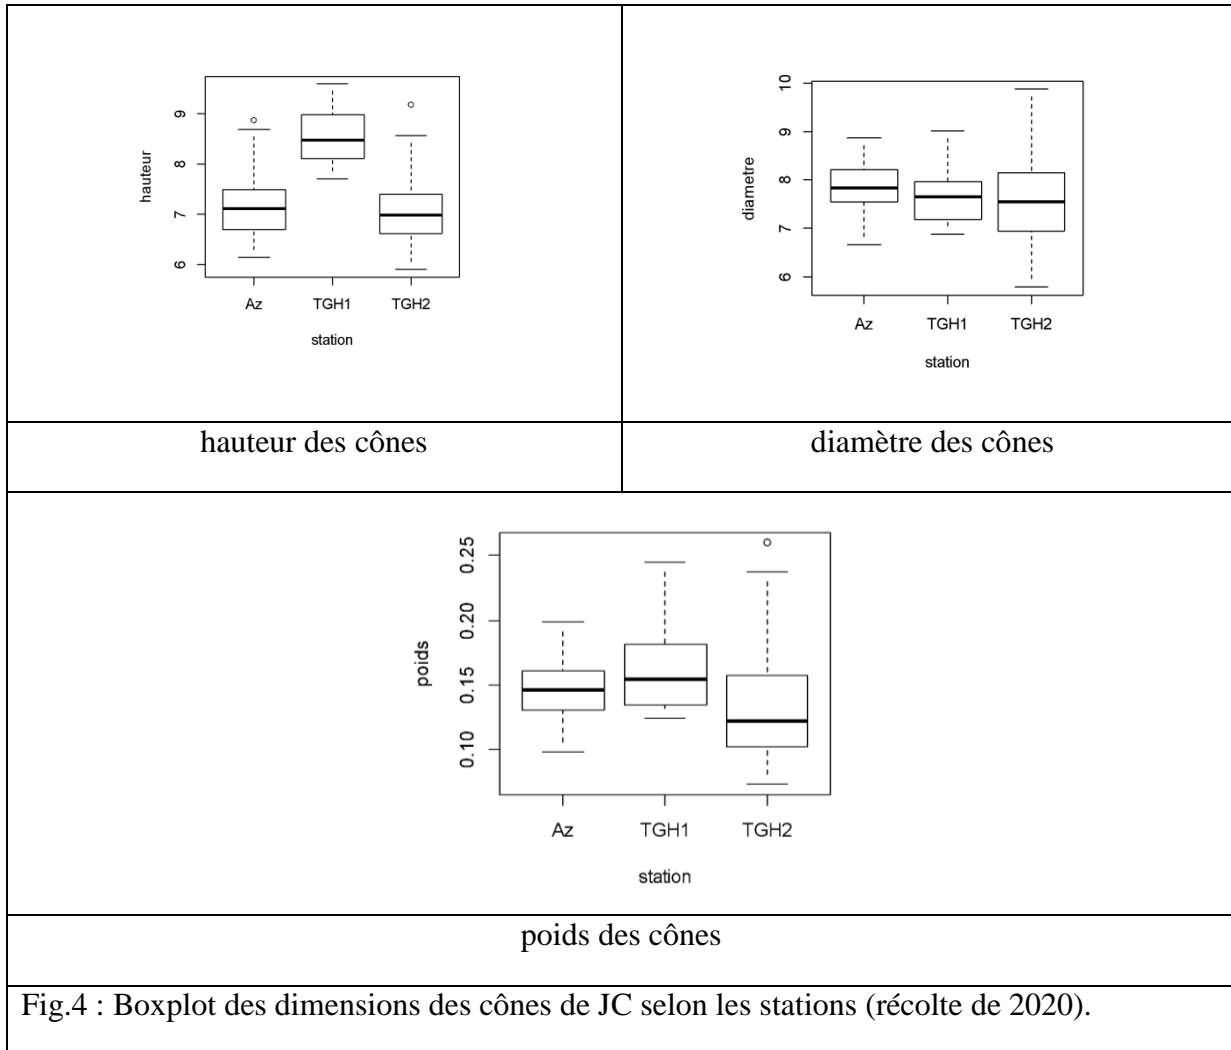 hauteur
9
8
7
6
Az TGH1 TGH2
station
diametre
10
9
8
7
6
Az TGH1 TGH2
station
hauteur des cônes
diamètre des cônes
poids
0.25
0.20
0.15
0.10
Az TGH1 TGH2
station
poids des cônes
Fig.4 : Boxplot des dimensions des cônes de JC selon les stations (récolte de 2020).